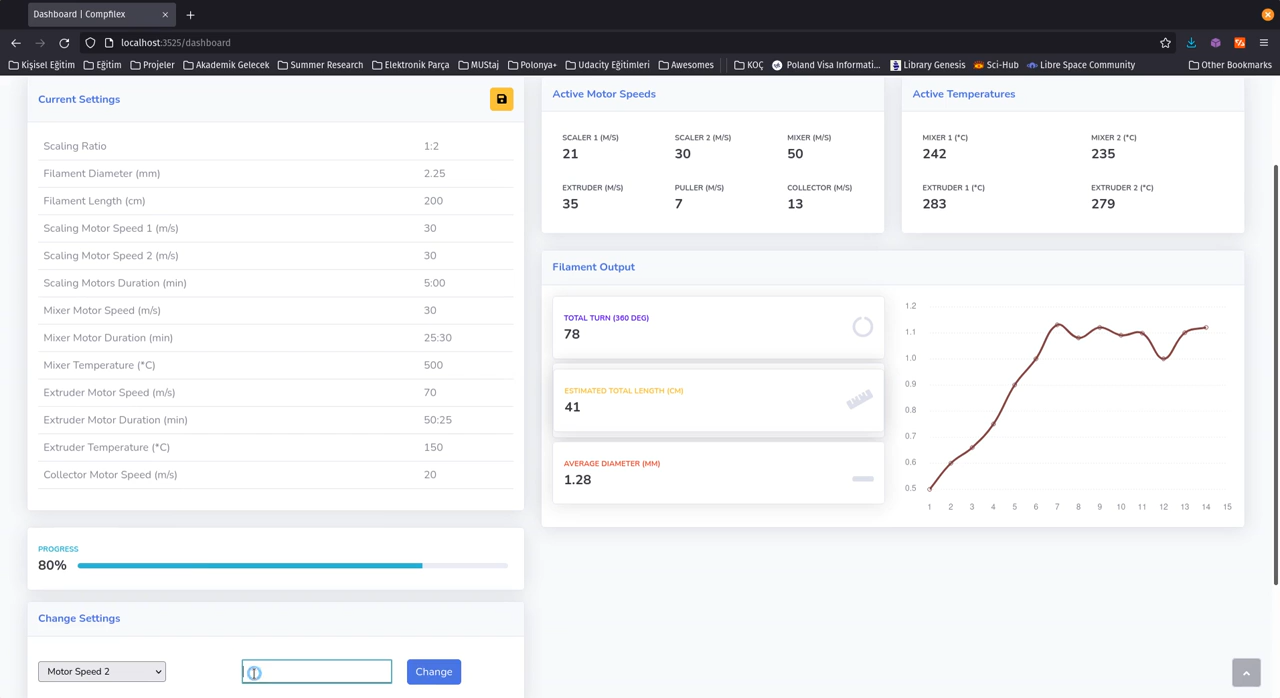 Dashboard | Compfilex
localhost:3525/dashboard
Kişisel Eğitim Eğitim Projeler Akademik Gelecek Summer Research Elektronik Parça MUStaj Polonya+ Udacity Eğitimleri Awesomes KOÇ Poland Visa Informati... Library Genesis Sci-Hub Libre Space Community Other Bookmarks
Current Settings
Scaling Ratio 1:2
Filament Diameter (mm) 2.25
Filament Length (cm) 200
Scaling Motor Speed 1 (m/s) 30
Scaling Motor Speed 2 (m/s) 30
Scaling Motors Duration (min) 5:00
Mixer Motor Speed (m/s) 30
Mixer Motor Duration (min) 25:30
Mixer Temperature (°C) 500
Extruder Motor Speed (m/s) 70
Extruder Motor Duration (min) 50:25
Extruder Temperature (°C) 150
Collector Motor Speed (m/s) 20
PROGRESS
80%
Change Settings
Motor Speed 2 Change
Active Motor Speeds
SCALER 1 (M/S) SCALER 2 (M/S) MIXER (M/S)
21 30 50
EXTRUDER (M/S) PULLER (M/S) COLLECTOR (M/S)
35 7 13
Active Temperatures
MIXER 1 (°C) MIXER 2 (°C)
242 235
EXTRUDER 1 (°C) EXTRUDER 2 (°C)
283 279
Filament Output
TOTAL TURN (360 DEG)
78
ESTIMATED TOTAL LENGTH (CM)
41
AVERAGE DIAMETER (MM)
1.28
1.2
1.1
1.0
0.9
0.8
0.7
0.6
0.5
1 2 3 4 5 6 7 8 9 10 11 12 13 14 15